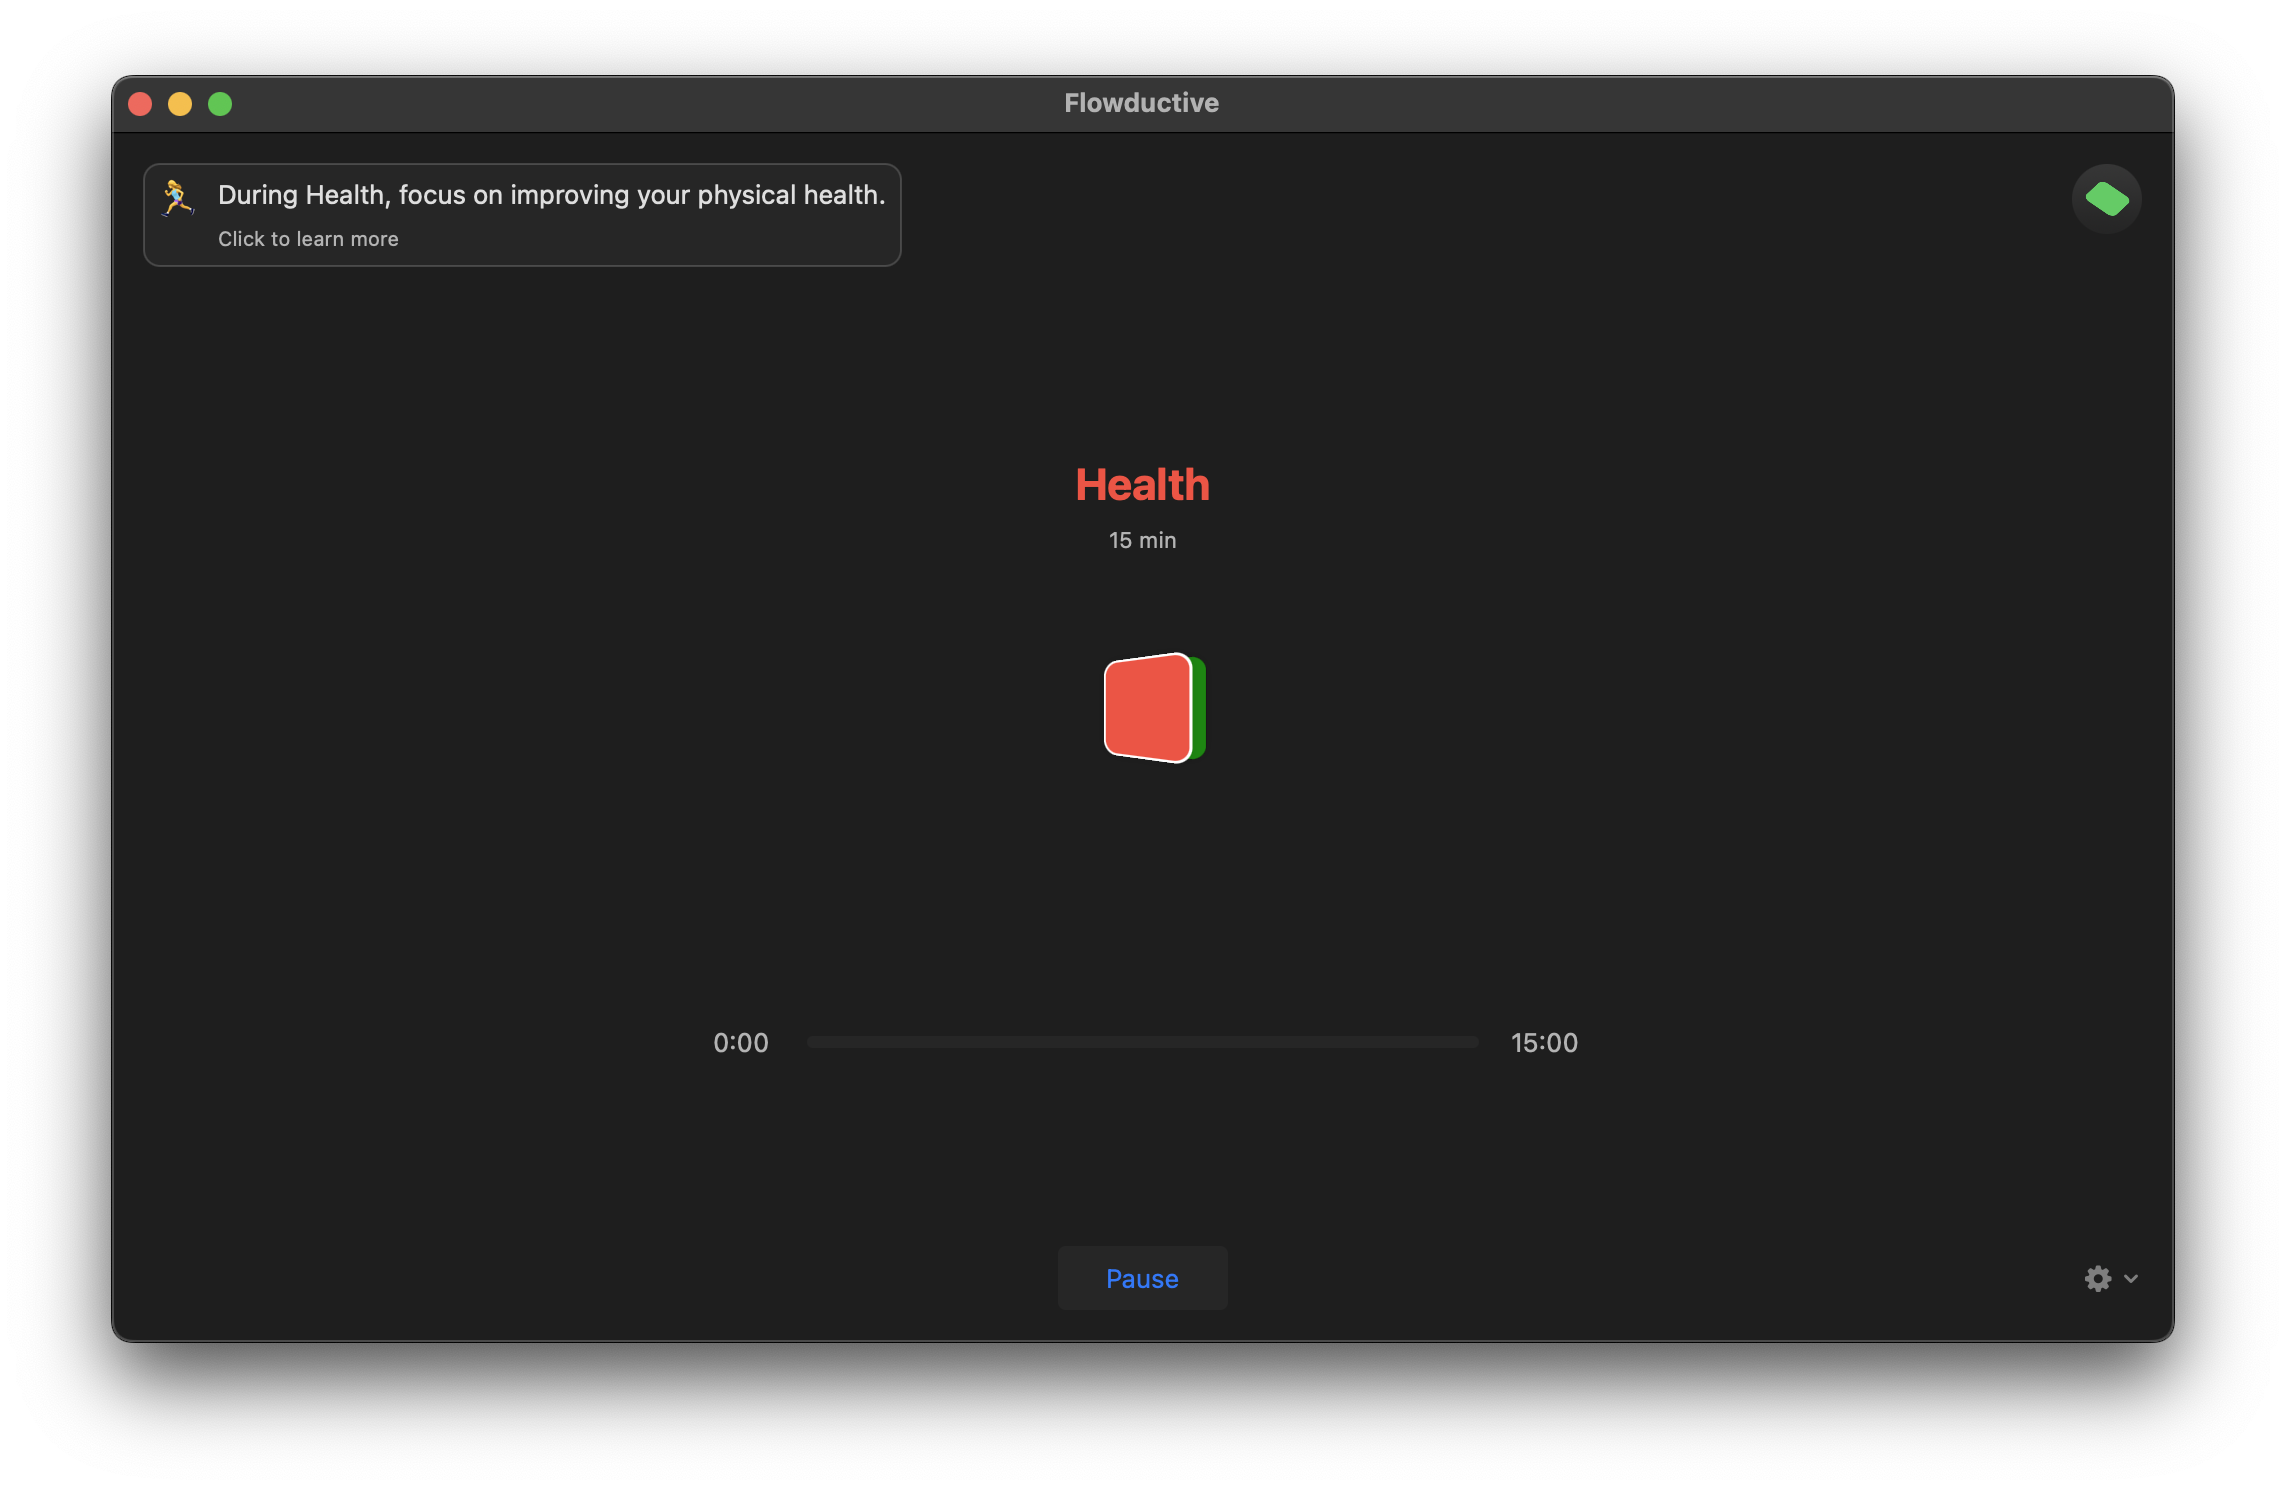 Flowductive
During Health, focus on improving your physical health.
Click to learn more
Health
15 min
0:00
15:00
Pause